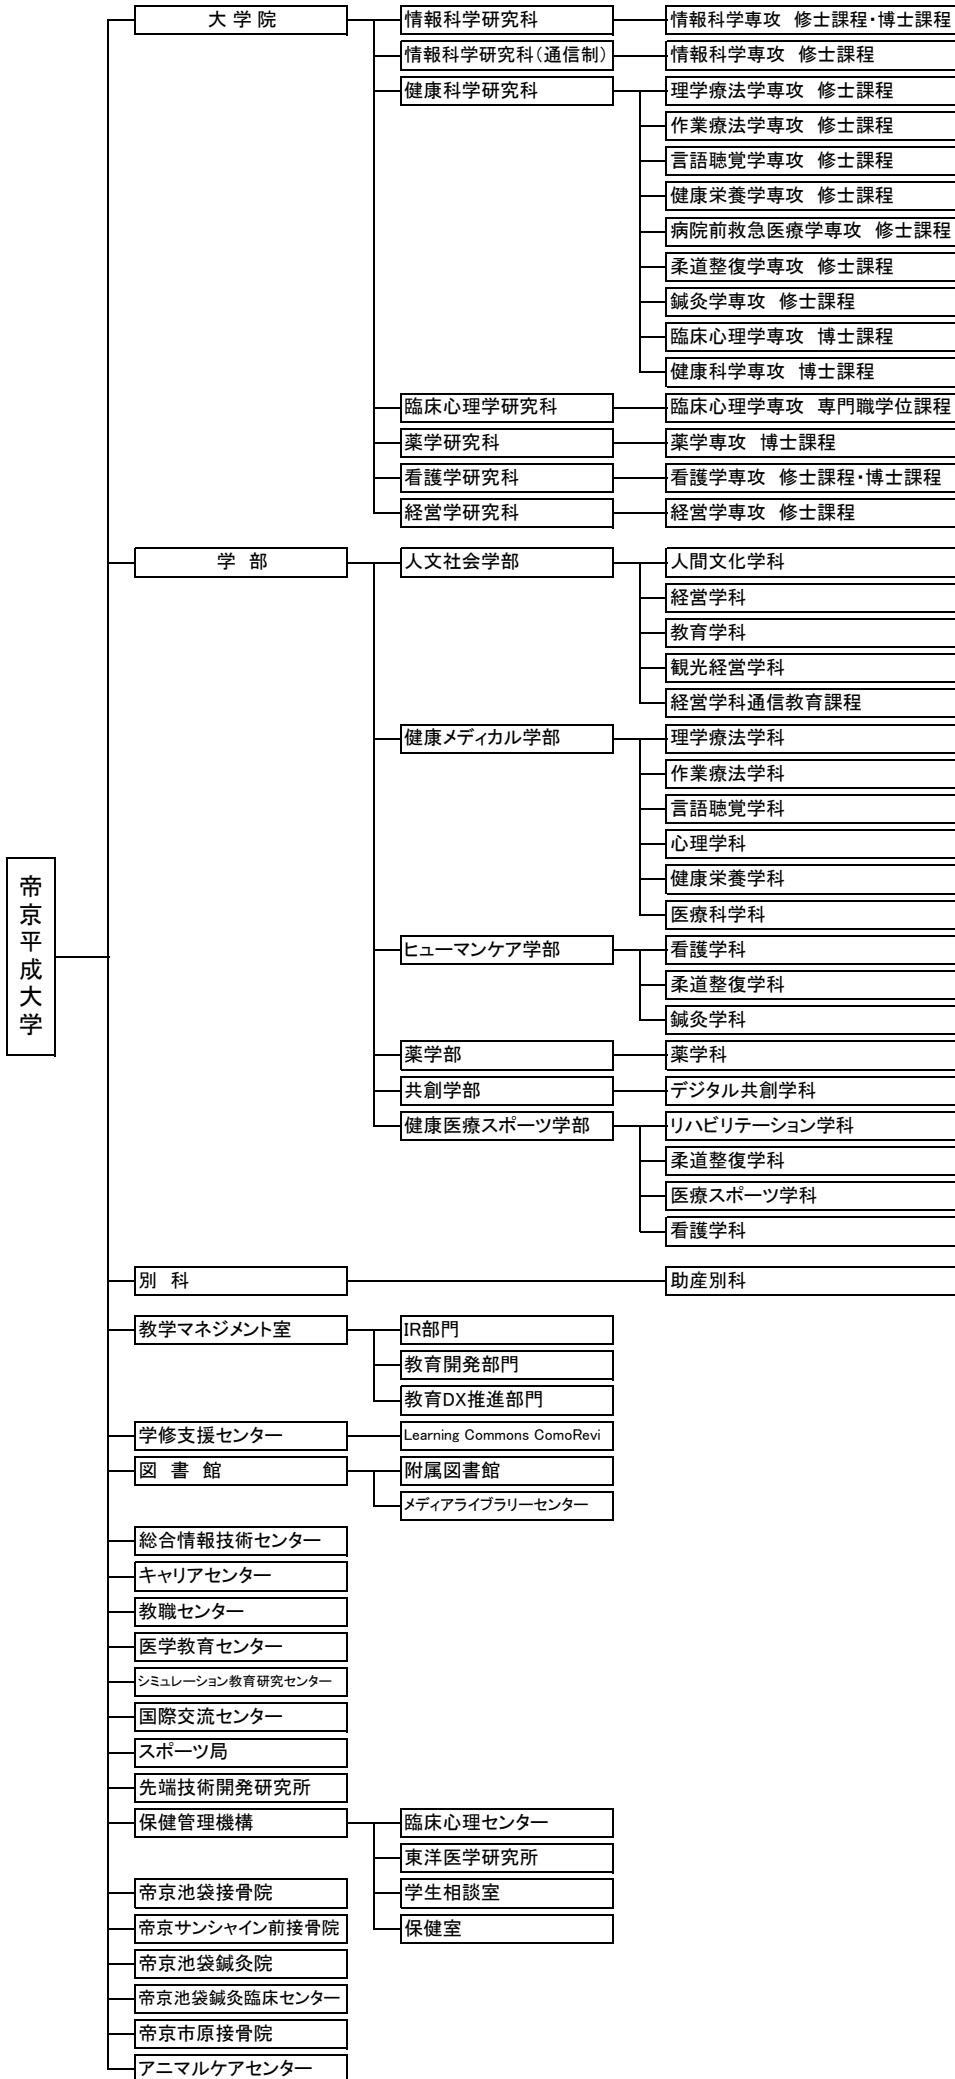 帝京平成大学
大学院
情報科学研究科
情報科学専攻　修士課程・博士課程
情報科学研究科(通信制)
情報科学専攻　修士課程
健康科学研究科
理学療法学専攻　修士課程
作業療法学専攻　修士課程
言語聴覚学専攻　修士課程
健康栄養学専攻　修士課程
病院前救急医療学専攻　修士課程
柔道整復学専攻　修士課程
鍼灸学専攻　修士課程
臨床心理学専攻　博士課程
健康科学専攻　博士課程
臨床心理学研究科
臨床心理学専攻　専門職学位課程
薬学研究科
薬学専攻　博士課程
看護学研究科
看護学専攻　修士課程・博士課程
経営学研究科
経営学専攻　修士課程
学　部
人文社会学部
人間文化学科
経営学科
教育学科
観光経営学科
経営学科通信教育課程
健康メディカル学部
理学療法学科
作業療法学科
言語聴覚学科
心理学科
健康栄養学科
医療科学科
ヒューマンケア学部
看護学科
柔道整復学科
鍼灸学科
薬学部
薬学科
共創学部
デジタル共創学科
健康医療スポーツ学部
リハビリテーション学科
柔道整復学科
医療スポーツ学科
看護学科
別　科
助産別科
教学マネジメント室
IR部門
教育開発部門
教育DX推進部門
学修支援センター
Learning Commons ComoRevi
図　書　館
附属図書館
メディアライブラリーセンター
総合情報技術センター
キャリアセンター
教職センター
医学教育センター
シミュレーション教育研究センター
国際交流センター
スポーツ局
先端技術開発研究所
保健管理機構
臨床心理センター
東洋医学研究所
学生相談室
保健室
帝京池袋接骨院
帝京サンシャイン前接骨院
帝京池袋鍼灸院
帝京池袋鍼灸臨床センター
帝京市原接骨院
アニマルケアセンター